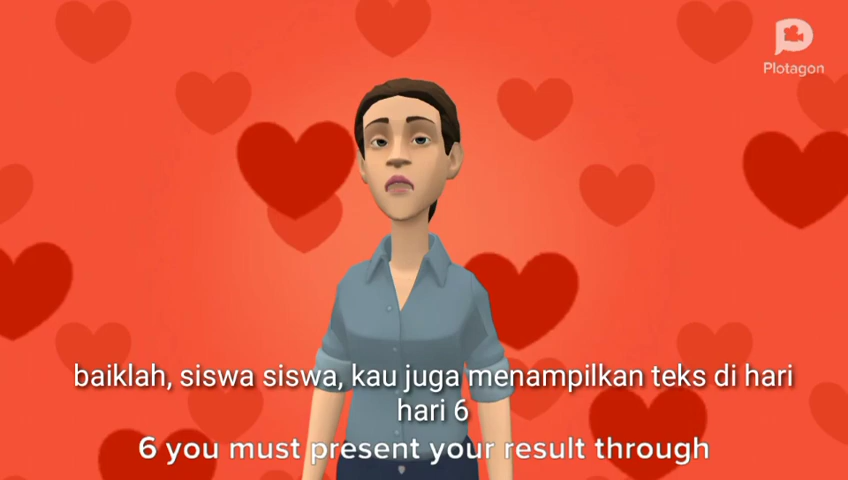 Plotagon
baiklah, siswa siswa, kau juga menampilkan teks di hari
hari 6
6 you must present your result through